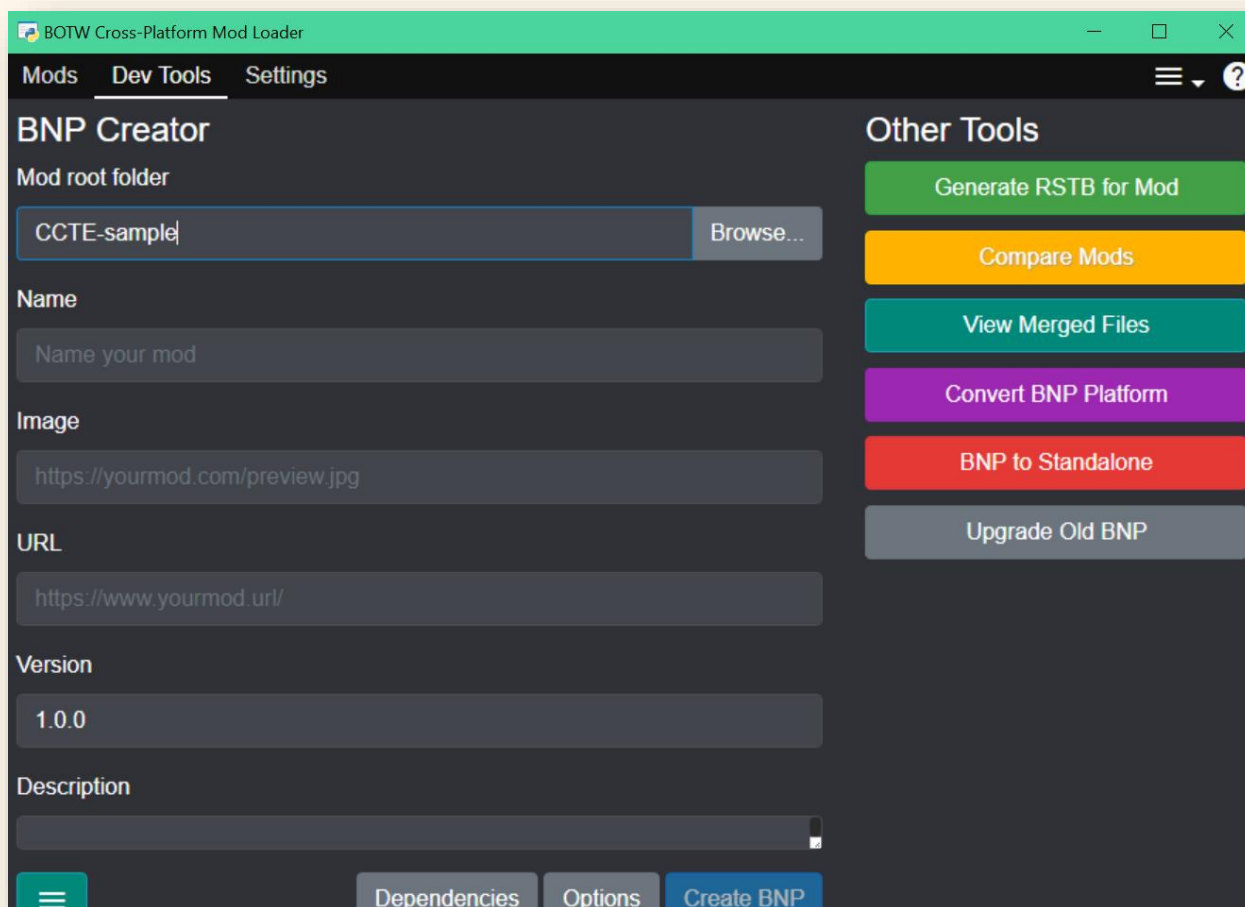 BOTW Cross-Platform Mod Loader
Mods Dev Tools Settings
?
BNP Creator
Mod root folder
CCTE-sample
Browse...
Name
Name your mod
Image
https://yourmod.com/preview.jpg
URL
https://www.yourmod.url/
Version
1.0.0
Description
Dependencies
Options
Create BNP
Other Tools
Generate RSTB for Mod
Compare Mods
View Merged Files
Convert BNP Platform
BNP to Standalone
Upgrade Old BNP